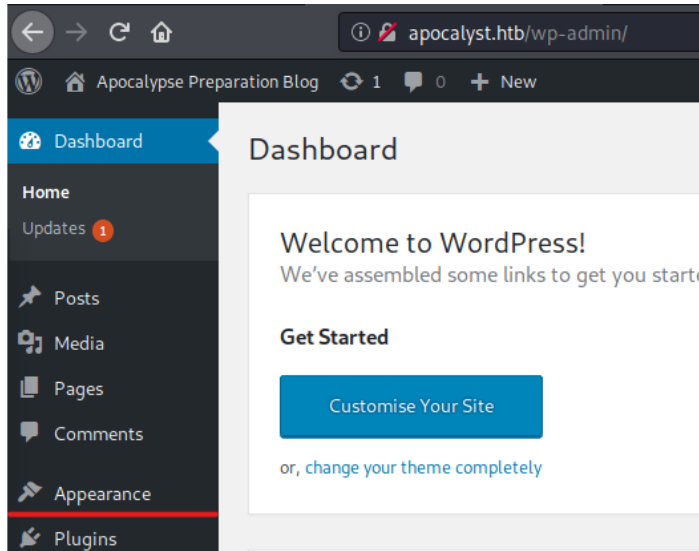 apocalyst.htb/wp-admin/
Apocalypse Preparation Blog 1 0 New
Dashboard
Dashboard
Home
Updates 1
Welcome to WordPress!
We've assembled some links to get you starte
Posts
Media
Get Started
Pages
Customise Your Site
Comments
or, change your theme completely
Appearance
Plugins